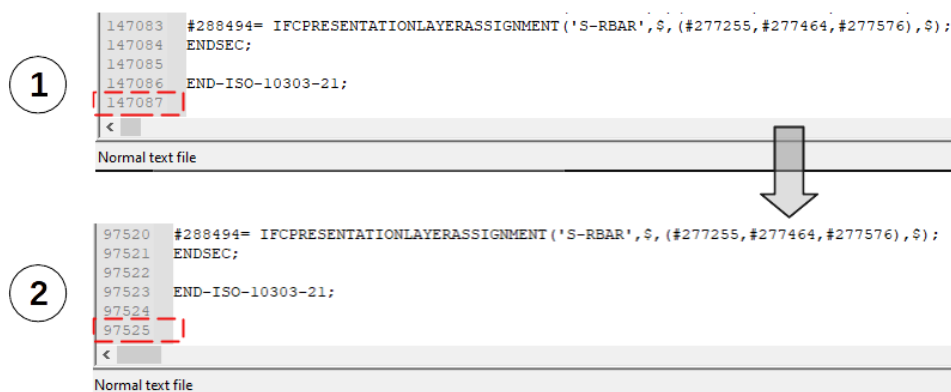 147083 #288494= IFCPRESENTATIONLAYERASSIGNMENT('S-RBAR',$,(#277255,#277464,#277576),$);
147084 ENDSEC;
147085
1
147086 END-ISO-10303-21;
147087
<
Normal text file
97520 #288494= IFCPRESENTATIONLAYERASSIGNMENT('S-RBAR',$,(#277255,#277464,#277576),$);
97521 ENDSEC;
97522
2
97523 END-ISO-10303-21;
97524
97525
<
Normal text file